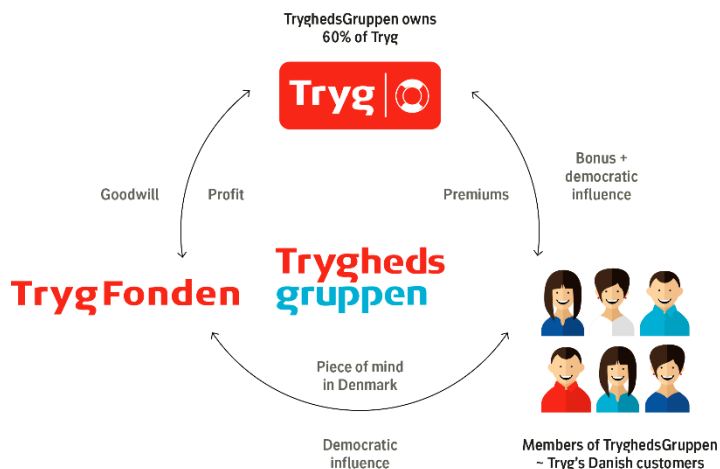 TryghedsGruppen owns
60% of Tryg
Tryg
Bonus +
democratic
influence
Goodwill
Profit
Premiums
Trygheds
gruppen
TrygFonden
Piece of mind
in Denmark
Democratic
influence
Members of TryghedsGruppen
~ Tryg's Danish customers